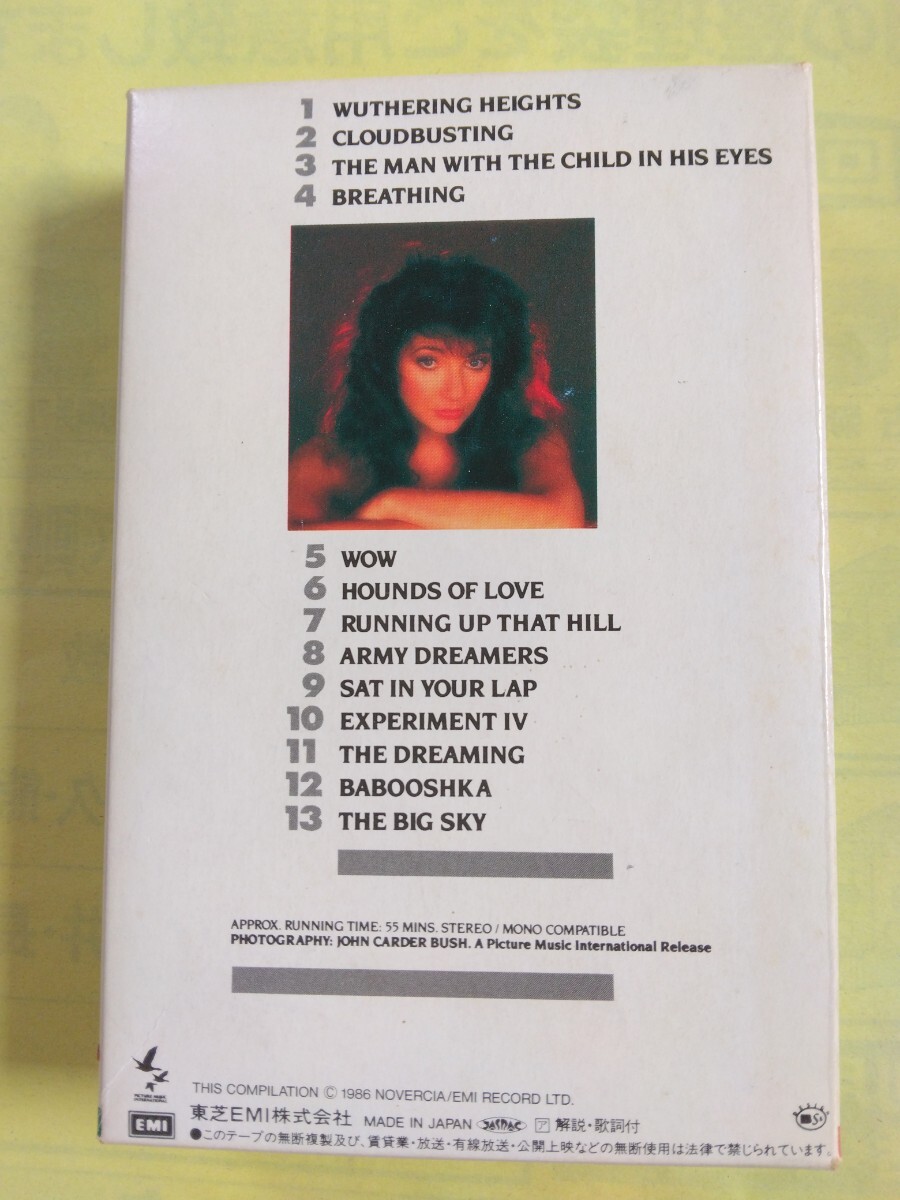 1 WUTHERING HEIGHTS
2 CLOUDBUSTING
3 THE MAN WITH THE CHILD IN HIS EYES
4 BREATHING
5 WOW
6 HOUNDS OF LOVE
7 RUNNING UP THAT HILL
8 ARMY DREAMERS
9 SAT IN YOUR LAP
10 EXPERIMENT IV
11 THE DREAMING
12 BABOOSHKA
13 THE BIG SKY
APPROX. RUNNING TIME: 55 MINS. STEREO / MONO COMPATIBLE
PHOTOGRAPHY: JOHN CARDER BUSH. A Picture Music International Release
PICTURE MUSIC
INTERNATIONAL
THIS COMPILATION © 1986 NOVERCIA/EMI RECORD LTD.
EMI 東芝EMI株式会社 MADE IN JAPAN JASRAC ア 解説・歌詞付
●このテープの無断複製及び、賃貸業・放送・有線放送・公開上映などの無断使用は法律で禁じられています。